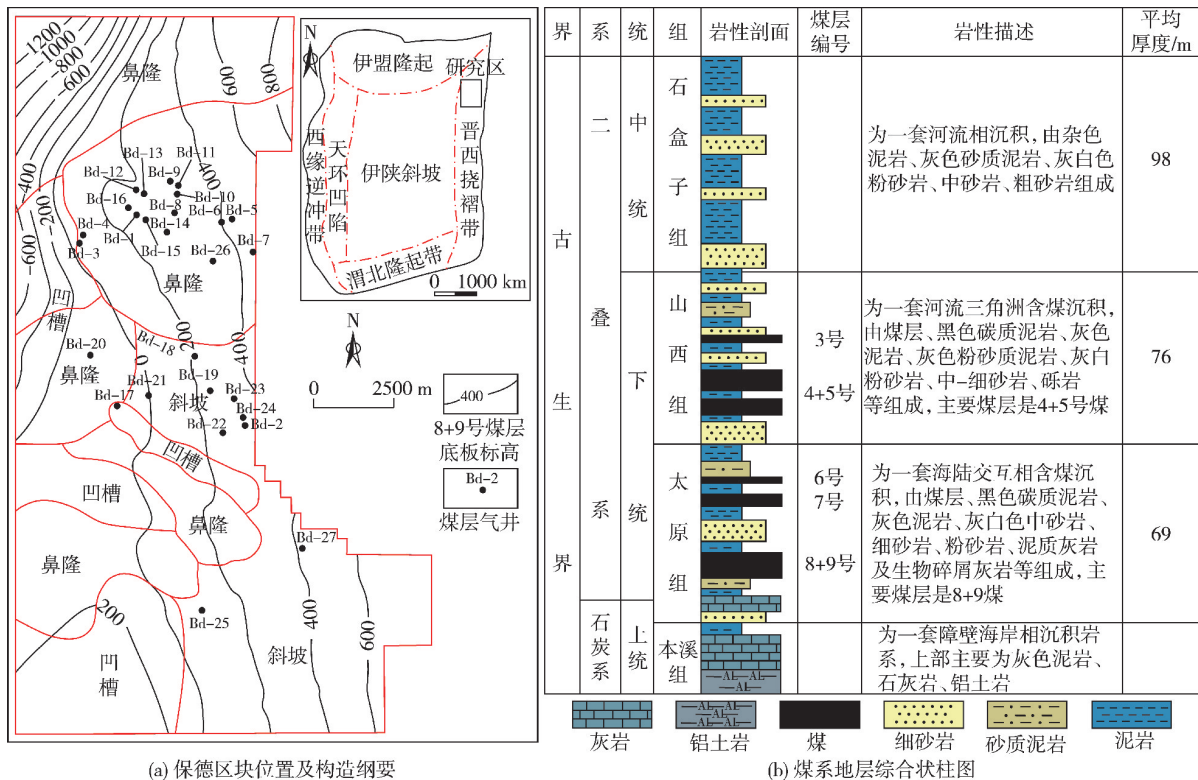 -1200
-1000
-800
-600
鼻隆
600
800
-400
-200
-600
400
Bd-13
Bd-11
Bd-12
Bd-9
Bd-16
Bd-10
Bd-8
Bd-6
Bd-5
Bd-4
Bd-14
Bd-1
Bd-7
Bd-3
Bd-15
Bd-26
鼻隆
凹槽
Bd-18
200
400
Bd-20
0
鼻隆
Bd-21
Bd-19
Bd-23
Bd-17
斜坡
Bd-24
Bd-22
Bd-2
凹槽
凹槽
鼻隆
Bd-27
鼻隆
200
Bd-25
400
600
凹槽
斜坡
N
伊盟隆起
研究区
西缘逆冲带
天环凹陷
伊陕斜坡
晋西挠褶带
渭北隆起带
0 1000 km
N
0 2500 m
400
8+9号煤层
底板标高
Bd-2
煤层气井
(a) 保德区块位置及构造纲要
界 系 统 组 岩性剖面 煤层编号 岩性描述 平均厚度/m
古生界
二叠系
石炭系
中统
下统
上统
石盒子组
为一套河流相沉积,由杂色
泥岩、灰色砂质泥岩、灰白色
粉砂岩、中砂岩、粗砂岩组成
98
山西组
3号
4+5号
为一套河流三角洲含煤沉积,
由煤层、黑色碳质泥岩、灰色
泥岩、灰色粉砂质泥岩、灰白
粉砂岩、中-细砂岩、砾岩
等组成,主要煤层是4+5号煤
76
太原组
6号
7号
8+9号
为一套海陆交互相含煤沉
积,由煤层、黑色碳质泥岩、
灰色泥岩、灰白色中砂岩、
细砂岩、粉砂岩、泥质灰岩
及生物碎屑灰岩等组成,主
要煤层是8+9煤
69
本溪组
AL AL
AL
为一套障壁海岸相沉积岩
系,上部主要为灰色泥岩、
石灰岩、铝土岩
AL
AL AL
AL
灰岩 铝土岩 煤 细砂岩 砂质泥岩 泥岩
(b) 煤系地层综合状柱图